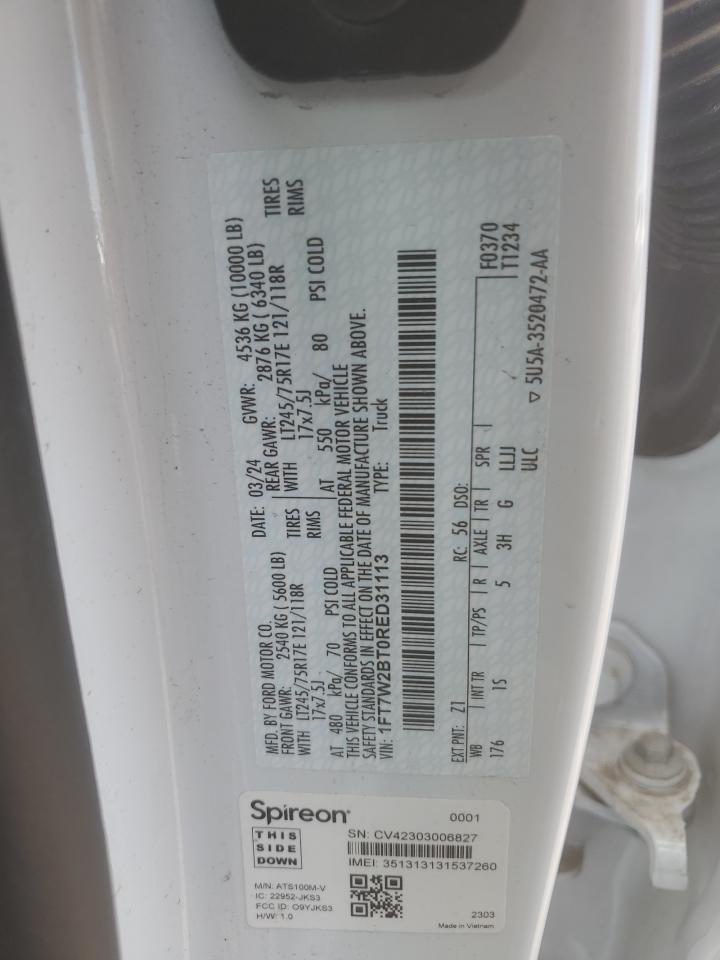 MFD. BY FORD MOTOR CO.
DATE: 03/24 GVWR: 4536 KG (10000 LB)
FRONT GAWR: 2540 KG ( 5600 LB)
REAR GAWR: 2876 KG ( 6340 LB)
WITH LT245/75R17E 121/118R TIRES
WITH LT245/75R17E 121/118R TIRES
17x7.5J RIMS
17x7.5J RIMS
AT 480 kPa/ 70 PSI COLD
AT 550 kPa/ 80 PSI COLD
THIS VEHICLE CONFORMS TO ALL APPLICABLE FEDERAL MOTOR VEHICLE
SAFETY STANDARDS IN EFFECT ON THE DATE OF MANUFACTURE SHOWN ABOVE.
VIN: 1FT7W2BT0RED31113 TYPE: Truck
EXT PNT: Z1 RC: 56 DSO:
WB INT TR TP/PS R AXLE TR SPR F0370
176 1S 5 3H G LLJJ T1234
ULC ▽ 5U5A-3520472-AA
Spireon 0001
THIS
SIDE
DOWN
SN: CV42303006827
IMEI: 351313131537260
M/N: ATS100M-V
IC: 22952-JKS3
FCC ID: O9YJKS3
H/W: 1.0
2303
Made in Vietnam